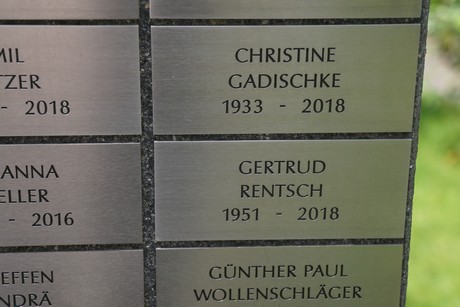 MIL
TZER
- 2018
CHRISTINE
GADISCHKE
1933 - 2018
ANNA
ELLER
- 2016
GERTRUD
RENTSCH
1951 - 2018
EFFEN
NDRÄ
GÜNTHER PAUL
WOLLENSCHLÄGER